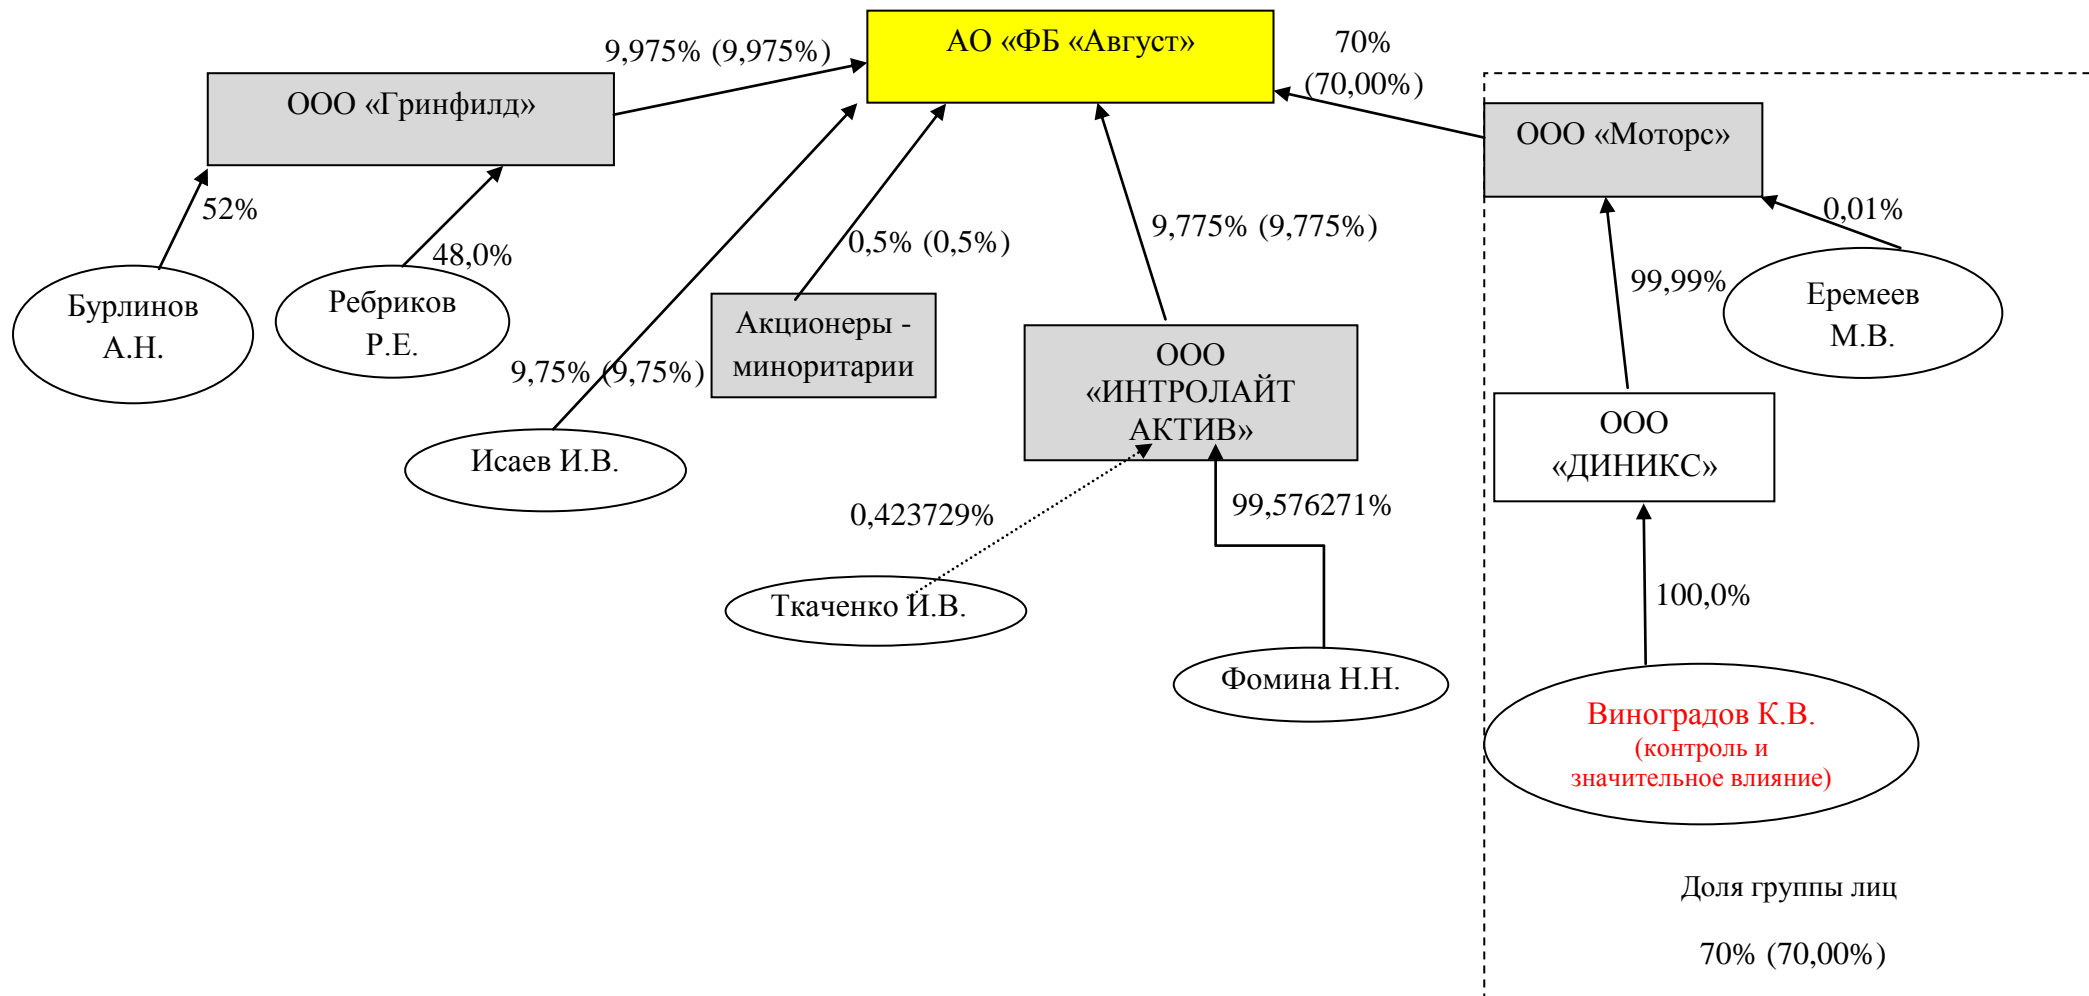 АО «ФБ «Август»
9,975% (9,975%)
70%
(70,00%)
ООО «Гринфилд»
ООО «Моторс»
52%
48,0%
0,5% (0,5%)
9,775% (9,775%)
0,01%
99,99%
Бурлинов
А.Н.
Ребриков
Р.Е.
9,75% (9,75%)
Акционеры -
миноритарии
ООО
«ИНТРОЛАЙТ
АКТИВ»
Еремеев
М.В.
Исаев И.В.
ООО
«ДИНИКС»
0,423729%
99,576271%
Ткаченко И.В.
100,0%
Фомина Н.Н.
Виноградов К.В.
(контроль и
значительное влияние)
Доля группы лиц
70% (70,00%)